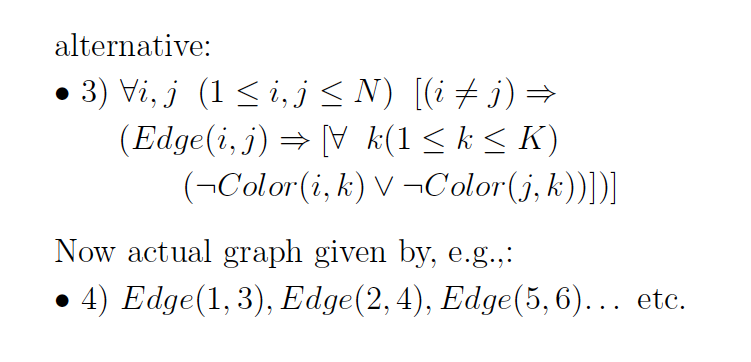 alternative:
• 3) ∀i, j (1 ≤ i, j ≤ N) [(i ≠ j) ⇒
(Edge(i, j) ⇒ [∀ k(1 ≤ k ≤ K)
(¬Color(i, k) ∨ ¬Color(j, k))])]
Now actual graph given by, e.g.,:
• 4) Edge(1, 3), Edge(2, 4), Edge(5, 6)... etc.